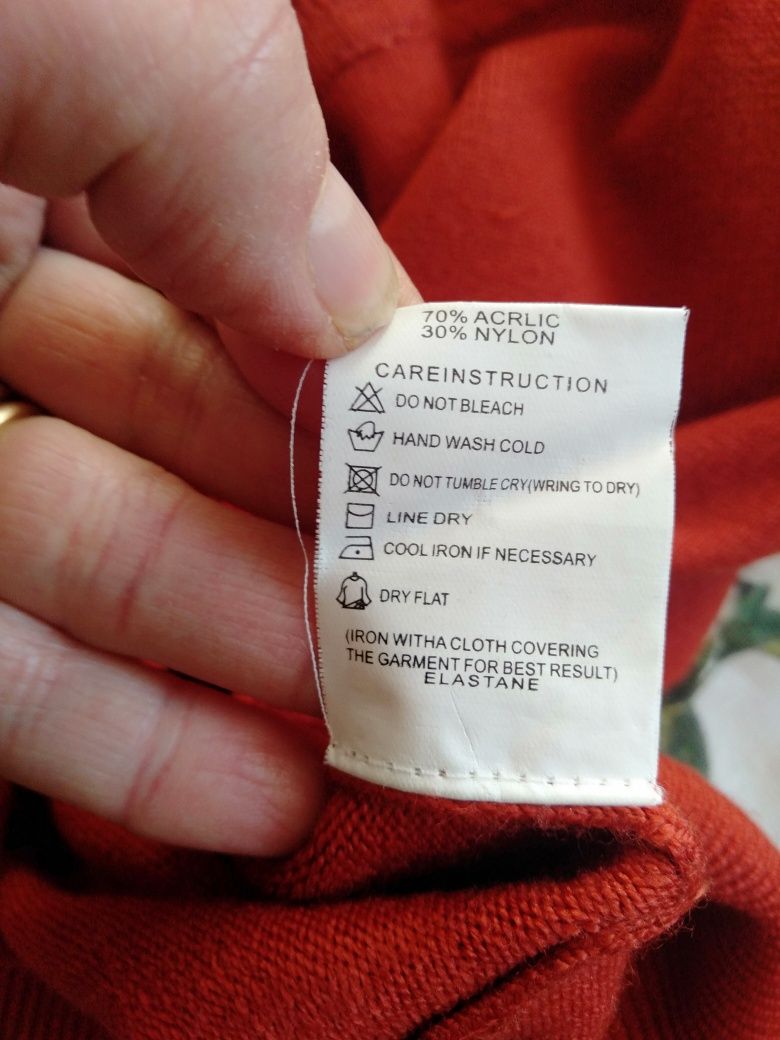 70% ACRLIC
30% NYLON
CAREINSTRUCTION
DO NOT BLEACH
HAND WASH COLD
DO NOT TUMBLE CRY(WRING TO DRY)
LINE DRY
COOL IRON IF NECESSARY
DRY FLAT
(IRON WITHA CLOTH COVERING
THE GARMENT FOR BEST RESULT)
ELASTANE